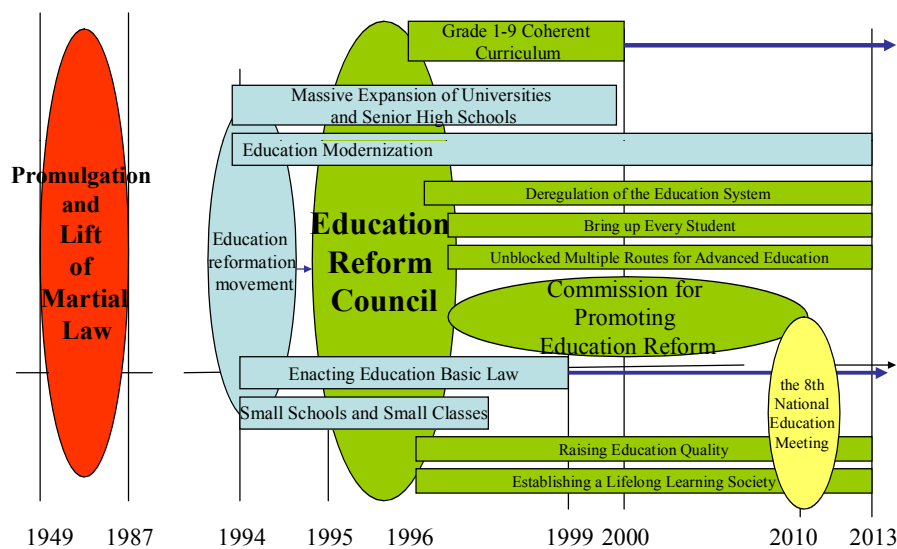 Grade 1-9 Coherent
Curriculum
Massive Expansion of Universities
and Senior High Schools
Education Modernization
Promulgation
and
Lift
of
Martial
Law
Education
reformation
movement
Education
Reform
Council
Deregulation of the Education System
Bring up Every Student
Unblocked Multiple Routes for Advanced Education
Commission for
Promoting
Education Reform
Enacting Education Basic Law
Small Schools and Small Classes
the 8th
National
Education
Meeting
Raising Education Quality
Establishing a Lifelong Learning Society
1949 1987 1994 1995 1996 1999 2000 2010 2013